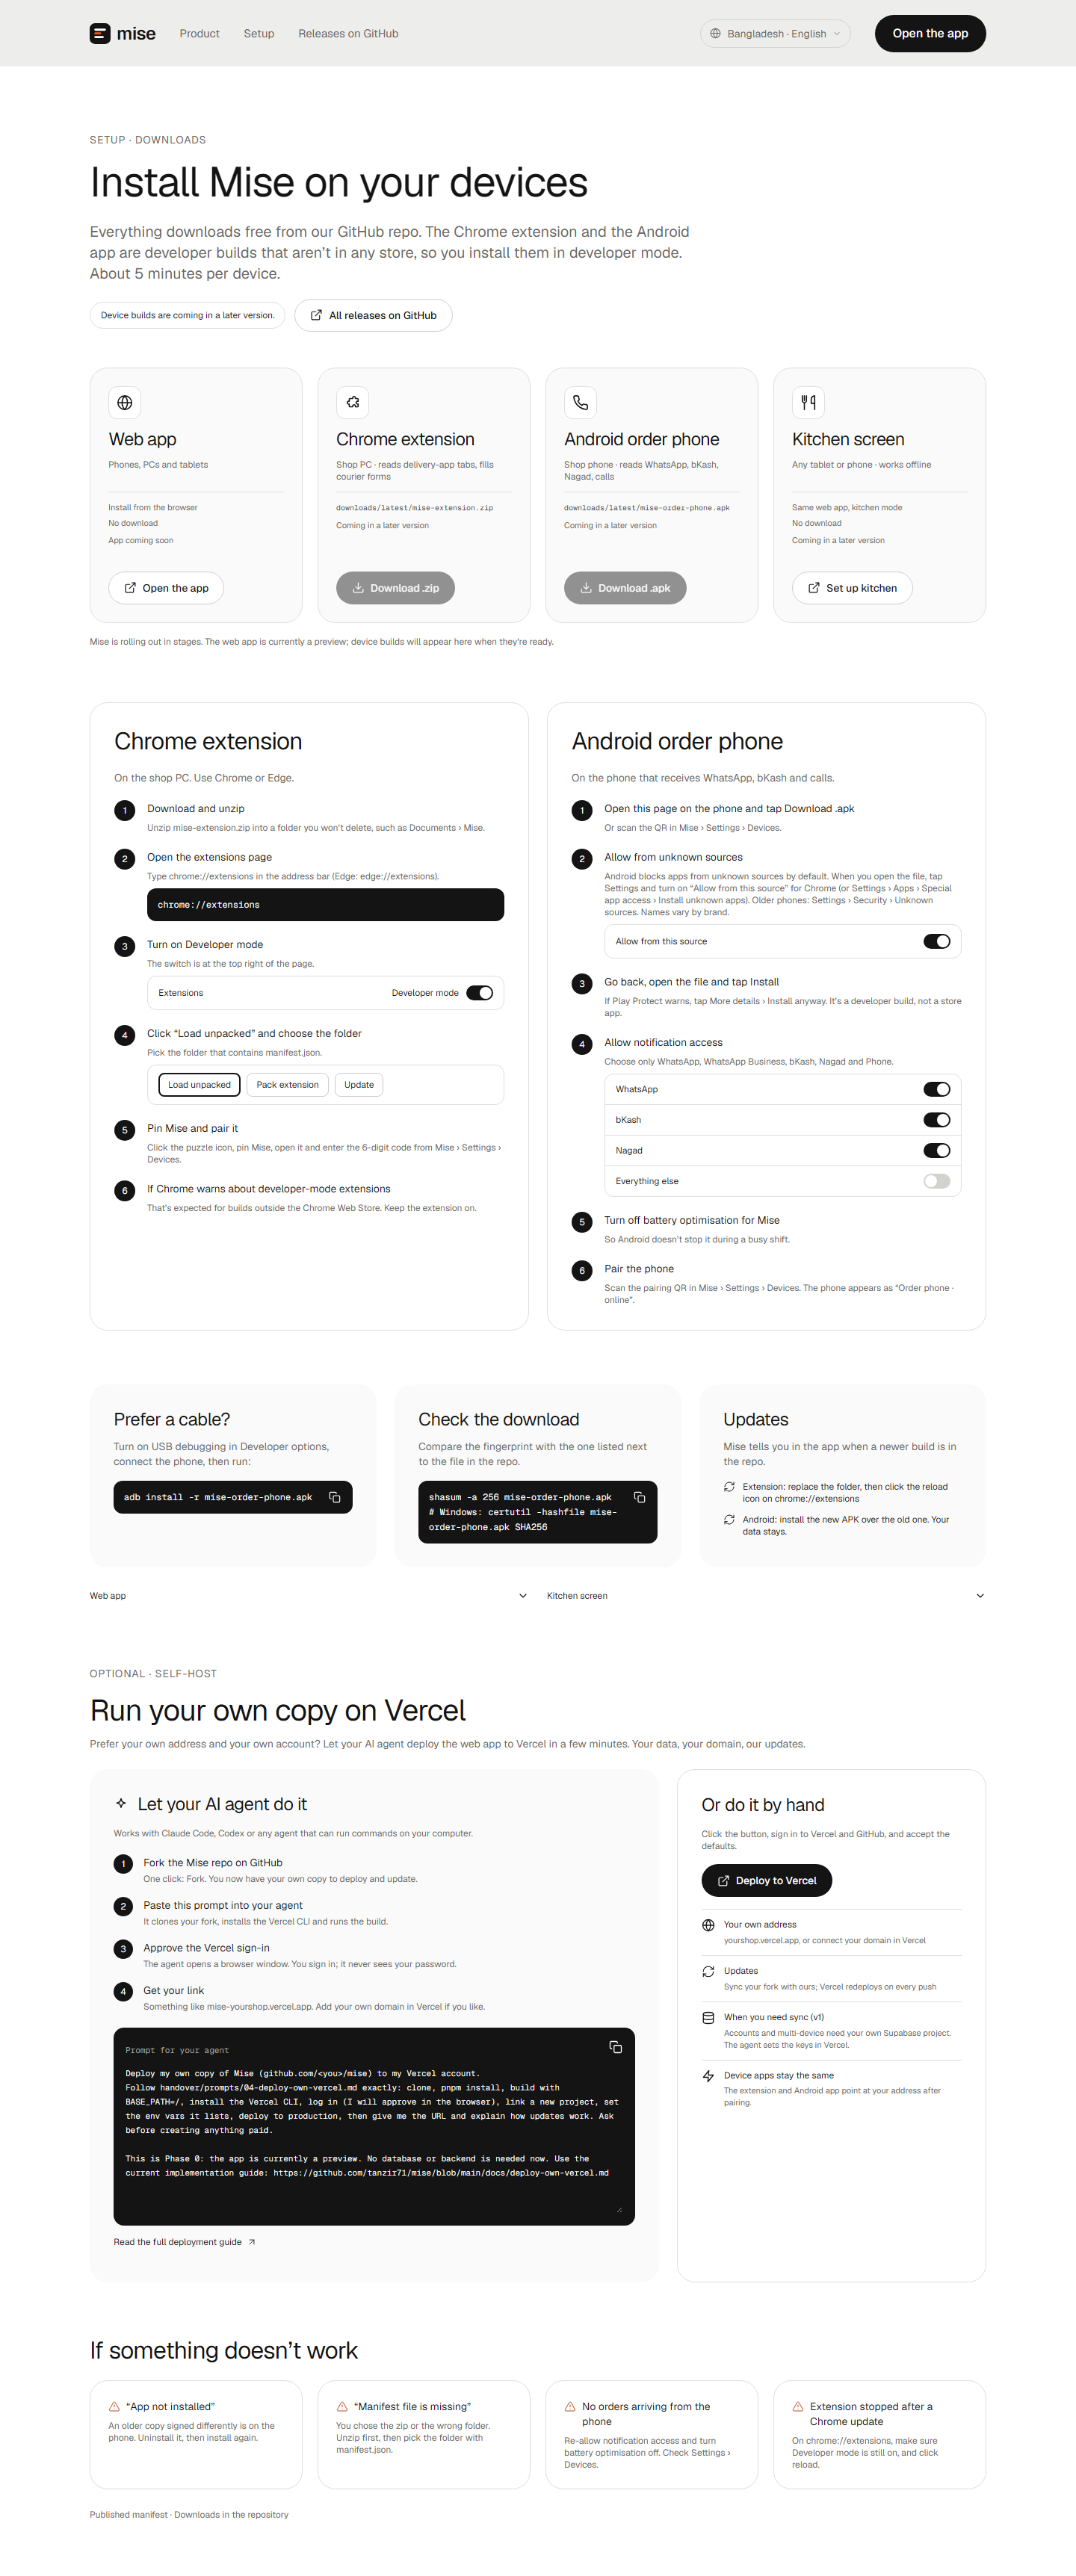 mise
Product
Setup
Releases on GitHub
Bangladesh · English
Open the app
SETUP · DOWNLOADS
Install Mise on your devices
Everything downloads free from our GitHub repo. The Chrome extension and the Android
app are developer builds that aren’t in any store, so you install them in developer mode.
About 5 minutes per device.
Device builds are coming in a later version.
All releases on GitHub
Web app
Phones, PCs and tablets
Install from the browser
No download
App coming soon
Open the app
Chrome extension
Shop PC · reads delivery-app tabs, fills
courier forms
downloads/latest/mise-extension.zip
Coming in a later version
Download .zip
Android order phone
Shop phone · reads WhatsApp, bKash,
Nagad, calls
downloads/latest/mise-order-phone.apk
Coming in a later version
Download .apk
Kitchen screen
Any tablet or phone · works offline
Same web app, kitchen mode
No download
Coming in a later version
Set up kitchen
Mise is rolling out in stages. The web app is currently a preview; device builds will appear here when they’re ready.
Chrome extension
On the shop PC. Use Chrome or Edge.
1
Download and unzip
Unzip mise-extension.zip into a folder you won’t delete, such as Documents › Mise.
2
Open the extensions page
Type chrome://extensions in the address bar (Edge: edge://extensions).
chrome://extensions
3
Turn on Developer mode
The switch is at the top right of the page.
Extensions
Developer mode
4
Click “Load unpacked” and choose the folder
Pick the folder that contains manifest.json.
Load unpacked
Pack extension
Update
5
Pin Mise and pair it
Click the puzzle icon, pin Mise, open it and enter the 6-digit code from Mise › Settings ›
Devices.
6
If Chrome warns about developer-mode extensions
That’s expected for builds outside the Chrome Web Store. Keep the extension on.
Android order phone
On the phone that receives WhatsApp, bKash and calls.
1
Open this page on the phone and tap Download .apk
Or scan the QR in Mise › Settings › Devices.
2
Allow from unknown sources
Android blocks apps from unknown sources by default. When you open the file, tap
Settings and turn on “Allow from this source” for Chrome (or Settings › Apps › Special
app access › Install unknown apps). Older phones: Settings › Security › Unknown
sources. Names vary by brand.
Allow from this source
3
Go back, open the file and tap Install
If Play Protect warns, tap More details › Install anyway. It’s a developer build, not a store
app.
4
Allow notification access
Choose only WhatsApp, WhatsApp Business, bKash, Nagad and Phone.
WhatsApp
bKash
Nagad
Everything else
5
Turn off battery optimisation for Mise
So Android doesn’t stop it during a busy shift.
6
Pair the phone
Scan the pairing QR in Mise › Settings › Devices. The phone appears as “Order phone ·
online”.
Prefer a cable?
Turn on USB debugging in Developer options,
connect the phone, then run:
adb install -r mise-order-phone.apk
Check the download
Compare the fingerprint with the one listed next
to the file in the repo.
shasum -a 256 mise-order-phone.apk
# Windows: certutil -hashfile mise-
order-phone.apk SHA256
Updates
Mise tells you in the app when a newer build is in
the repo.
Extension: replace the folder, then click the reload
icon on chrome://extensions
Android: install the new APK over the old one. Your
data stays.
Web app
Kitchen screen
OPTIONAL · SELF-HOST
Run your own copy on Vercel
Prefer your own address and your own account? Let your AI agent deploy the web app to Vercel in a few minutes. Your data, your domain, our updates.
Let your AI agent do it
Works with Claude Code, Codex or any agent that can run commands on your computer.
1
Fork the Mise repo on GitHub
One click: Fork. You now have your own copy to deploy and update.
2
Paste this prompt into your agent
It clones your fork, installs the Vercel CLI and runs the build.
3
Approve the Vercel sign-in
The agent opens a browser window. You sign in; it never sees your password.
4
Get your link
Something like mise-yourshop.vercel.app. Add your own domain in Vercel if you like.
Prompt for your agent
Deploy my own copy of Mise (github.com/<you>/mise) to my Vercel account.
Follow handover/prompts/04-deploy-own-vercel.md exactly: clone, pnpm install, build with
BASE_PATH=/, install the Vercel CLI, log in (I will approve in the browser), link a new project, set
the env vars it lists, deploy to production, then give me the URL and explain how updates work. Ask
before creating anything paid.
This is Phase 0: the app is currently a preview. No database or backend is needed now. Use the
current implementation guide: https://github.com/tanzir71/mise/blob/main/docs/deploy-own-vercel.md
Read the full deployment guide
Or do it by hand
Click the button, sign in to Vercel and GitHub, and accept the
defaults.
Deploy to Vercel
Your own address
yourshop.vercel.app, or connect your domain in Vercel
Updates
Sync your fork with ours; Vercel redeploys on every push
When you need sync (v1)
Accounts and multi-device need your own Supabase project.
The agent sets the keys in Vercel.
Device apps stay the same
The extension and Android app point at your address after
pairing.
If something doesn’t work
“App not installed”
An older copy signed differently is on the
phone. Uninstall it, then install again.
“Manifest file is missing”
You chose the zip or the wrong folder.
Unzip first, then pick the folder with
manifest.json.
No orders arriving from the
phone
Re-allow notification access and turn
battery optimisation off. Check Settings ›
Devices.
Extension stopped after a
Chrome update
On chrome://extensions, make sure
Developer mode is still on, and click
reload.
Published manifest · Downloads in the repository